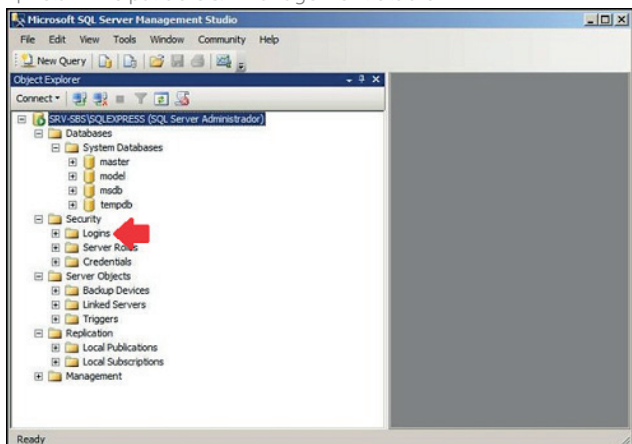 Microsoft SQL Server Management Studio
File Edit View Tools Window Community Help
New Query
Object Explorer
Connect
SRV-SBS\SQLEXPRESS (SQL Server Administrador)
Databases
System Databases
master
model
msdb
tempdb
Security
Logins
Server Roles
Credentials
Server Objects
Backup Devices
Linked Servers
Triggers
Replication
Local Publications
Local Subscriptions
Management
Ready